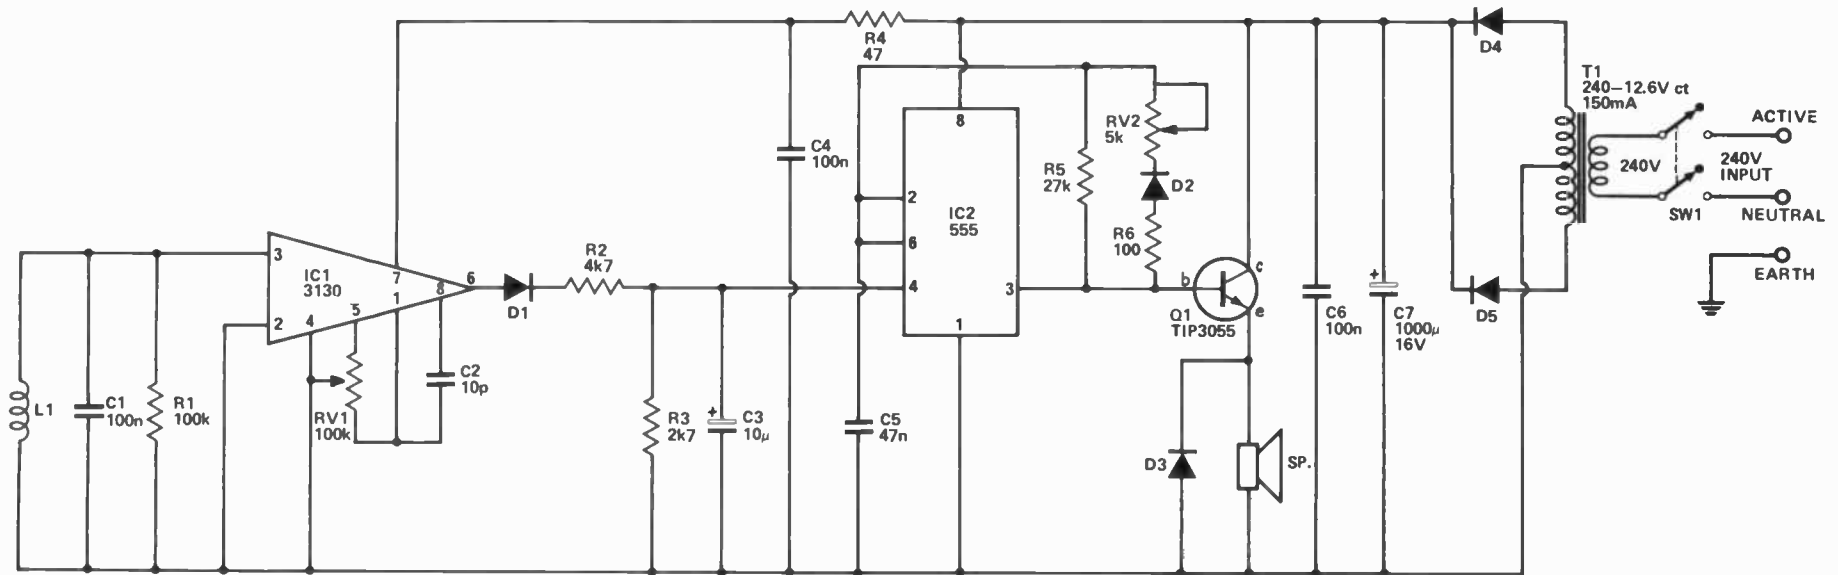 R4
47
D4
T1
240–12.6V ct
150mA
ACTIVE
240V
240V
INPUT
SW1
NEUTRAL
EARTH
D5
C4
100n
8
RV2
5k
R5
27k
D2
2
IC2
555
6
R6
100
4
3
1
b
c
e
Q1
TIP3055
C6
100n
+
C7
1000µ
16V
3
IC1
3130
7
6
8
1
5
2
4
D1
R2
4k7
L1
C1
100n
R1
100k
RV1
100k
C2
10p
R3
2k7
+
C3
10µ
C5
47n
D3
SP.